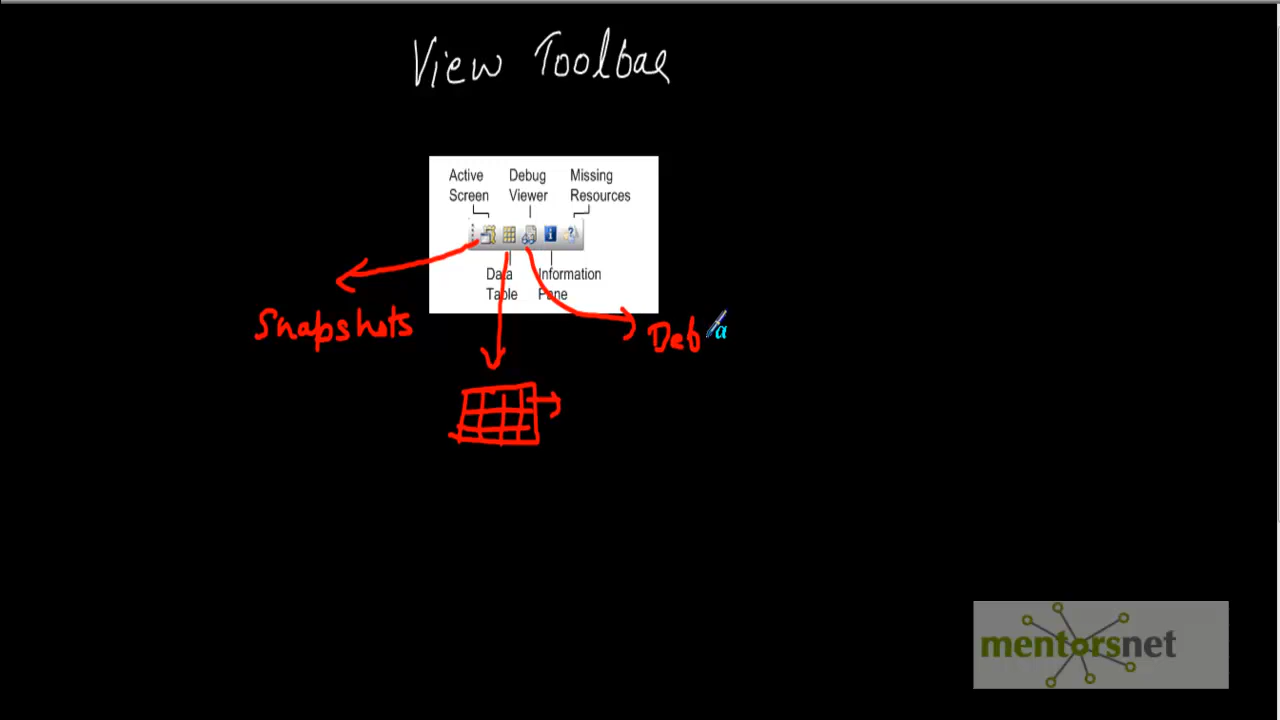 View Toolbar
Active Screen
Debug Viewer
Missing Resources
Data Table
Information Pane
Snapshots
Deb
mentorsnet